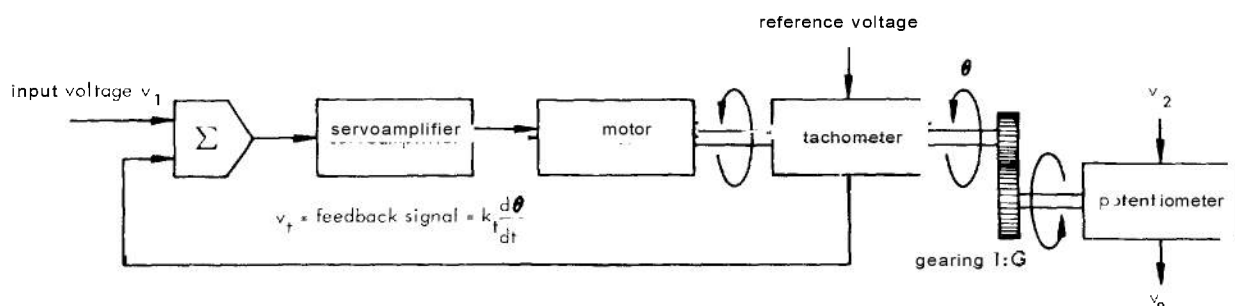 reference voltage
input voltage v₁
θ
v₂
Σ
servoamplifier
motor
tachometer
potentiometer
vₜ = feedback signal = kₜ dθ/dt
gearing 1:G